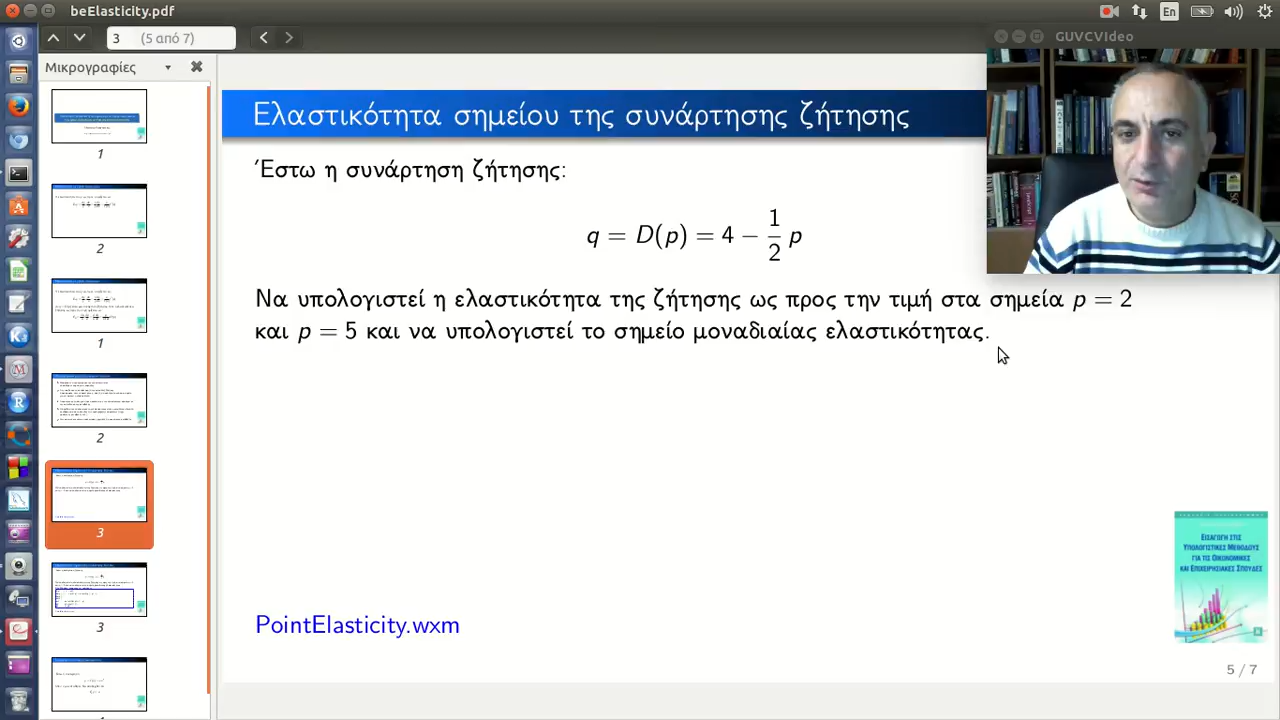 beElasticity.pdf
En
3 (5 από 7)
GUVCVIdeo
Μικρογραφίες
Ελαστικότητα σημείου της συνάρτησης ζήτησης
Έστω η συνάρτηση ζήτησης:
q = D(p) = 4 − 1/2 p
Να υπολογιστεί η ελαστικότητα της ζήτησης ως προς την τιμή στα σημεία p = 2
και p = 5 και να υπολογιστεί το σημείο μοναδιαίας ελαστικότητας.
1
2
1
2
3
3
ΕΙΣΑΓΩΓΗ ΣΤΙΣ
ΥΠΟΛΟΓΙΣΤΙΚΕΣ ΜΕΘΟΔΟΥΣ
ΓΙΑ ΤΙΣ ΟΙΚΟΝΟΜΙΚΕΣ
ΚΑΙ ΕΠΙΧΕΙΡΗΣΙΑΚΕΣ ΣΠΟΥΔΕΣ
PointElasticity.wxm
5 / 7